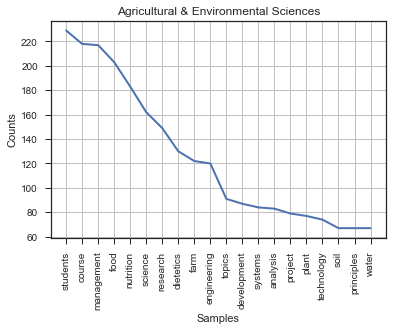 Agricultural & Environmental Sciences
Counts
220
200
180
160
140
120
100
80
60
students
course
management
food
nutrition
science
research
dietetics
farm
engineering
topics
development
systems
analysis
project
plant
technology
soil
principles
water
Samples